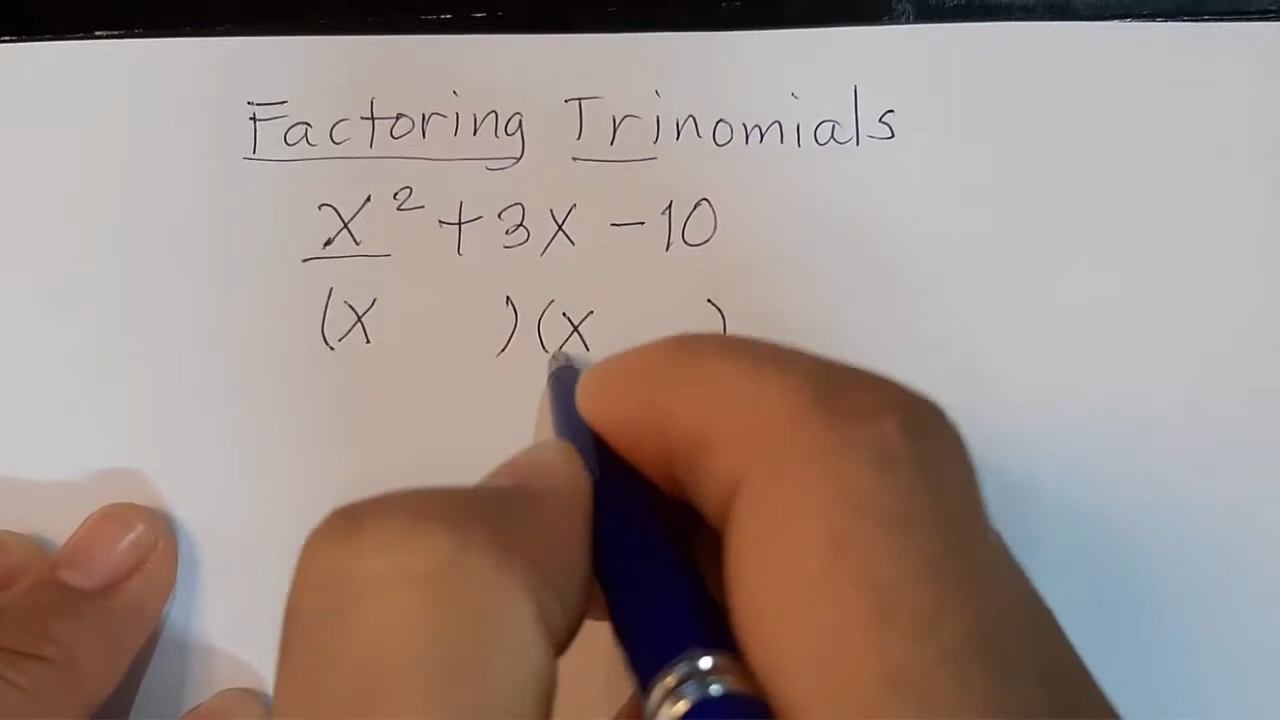 Factoring Trinomials
x² + 3x - 10
(x    )(x    )